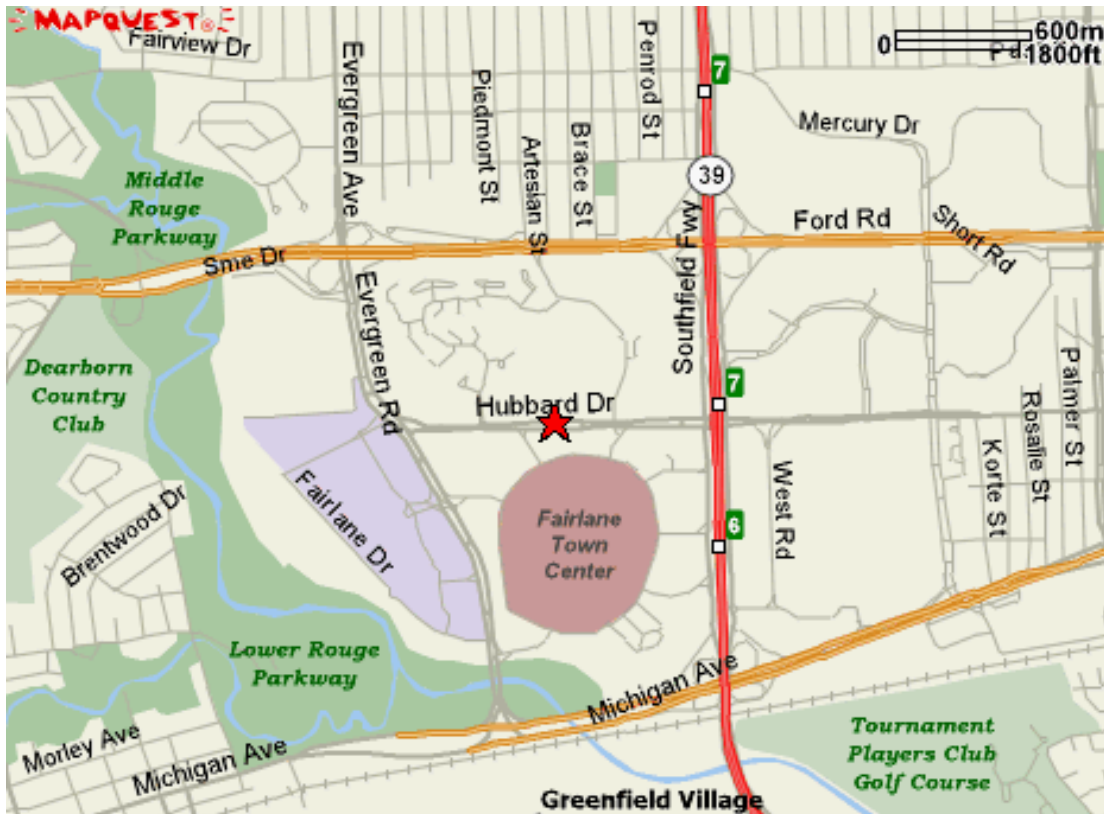 MAPQUEST®
Fairview Dr
Evergreen Ave
Piedmont St
Artesian St
Brace St
Penrod St
7
0
600m
1800ft
Pd.
Mercury Dr
39
Middle
Rouge
Parkway
Sme Dr
Ford Rd
Short Rd
Southfield Fwy
Evergreen Rd
Dearborn
Country
Club
Hubbard Dr
7
Palmer St
Rosalie St
Korte St
West Rd
Fairlane Dr
Brentwood Dr
Fairlane
Town
Center
6
Lower Rouge
Parkway
Michigan Ave
Morley Ave
Michigan Ave
Tournament
Players Club
Golf Course
Greenfield Village